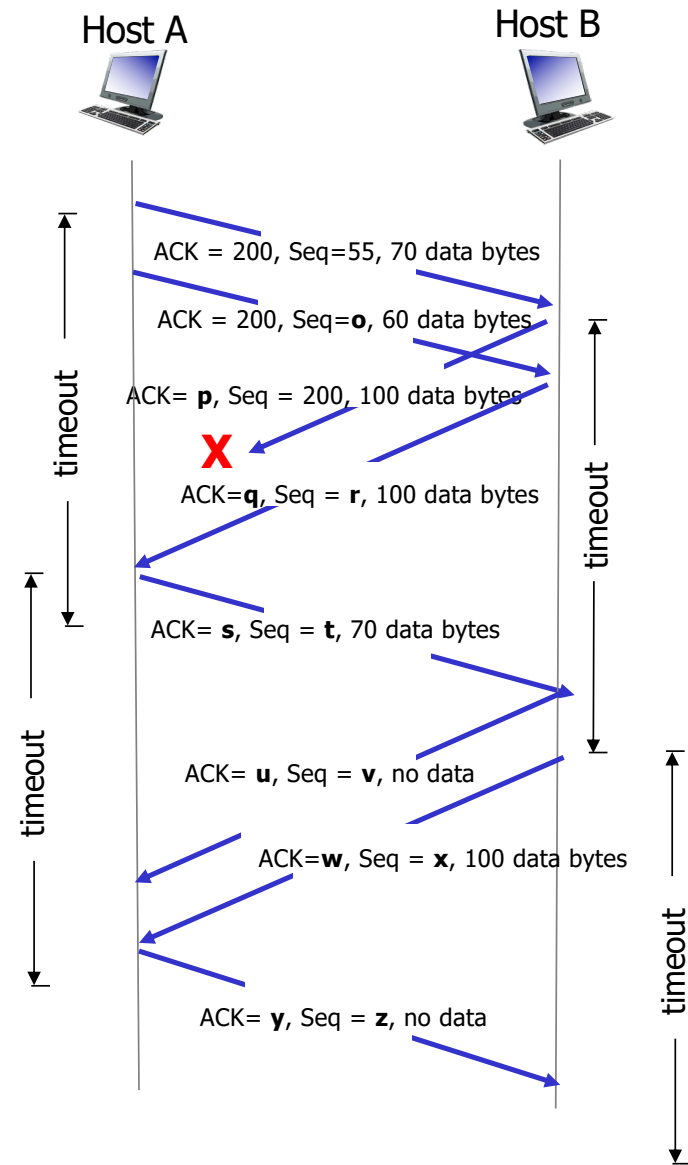 Host A
Host B
ACK = 200, Seq=55, 70 data bytes
ACK = 200, Seq=o, 60 data bytes
ACK= p, Seq = 200, 100 data bytes
timeout
X
timeout
ACK=q, Seq = r, 100 data bytes
ACK= s, Seq = t, 70 data bytes
timeout
ACK= u, Seq = v, no data
ACK=w, Seq = x, 100 data bytes
timeout
ACK= y, Seq = z, no data